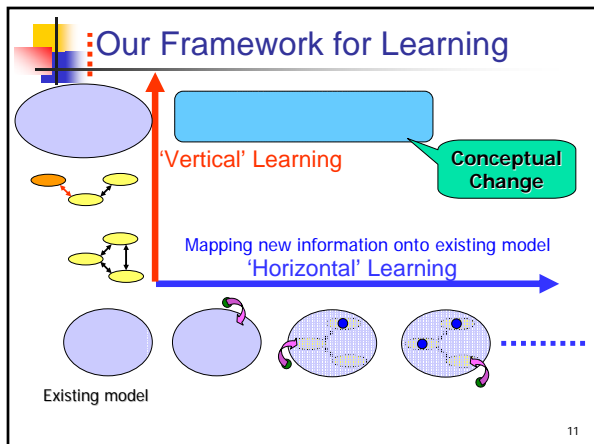 Our Framework for Learning
'Vertical' Learning
Conceptual
Change
Mapping new information onto existing model
'Horizontal' Learning
Existing model
11